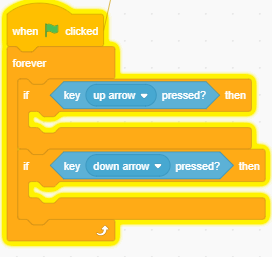 when clicked
forever
if key up arrow pressed? then
if key down arrow pressed? then